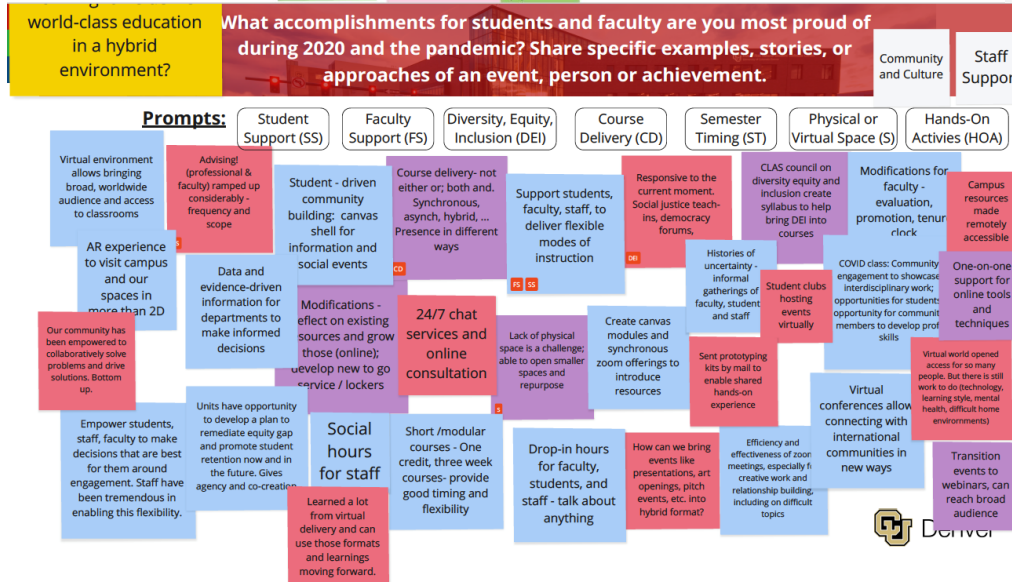 world-class education
in a hybrid
environment?
What accomplishments for students and faculty are you most proud of
during 2020 and the pandemic? Share specific examples, stories, or
approaches of an event, person or achievement.
Community
and Culture
Staff
Suppor
Prompts:
Student
Support (SS)
Faculty
Support (FS)
Diversity, Equity,
Inclusion (DEI)
Course
Delivery (CD)
Semester
Timing (ST)
Physical or
Virtual Space (S)
Hands-On
Activies (HOA)
Virtual environment
allows bringing
broad, worldwide
audience and access
to classrooms
Advising!
(professional &
faculty) ramped up
considerably -
frequency and
scope
S
Student - driven
community
building: canvas
shell for
information and
social events
Course delivery- not
either or; both and.
Synchronous,
asynch, hybrid, ...
Presence in different
ways
CD
Support students,
faculty, staff, to
deliver flexible
modes of
instruction
FS SS
Responsive to the
current moment.
Social justice teach-
ins, democracy
forums,
DEI
CLAS council on
diversity equity and
inclusion create
syllabus to help
bring DEI into
courses
Modifications for
faculty -
evaluation,
promotion, tenure
clock
Campus
resources
made
remotely
accessible
AR experience
to visit campus
and our
spaces in
more than 2D
Data and
evidence-driven
information for
departments to
make informed
decisions
Modifications -
eflect on existing
sources and grow
those (online);
develop new to go
service / lockers
24/7 chat
services and
online
consultation
Lack of physical
space is a challenge;
able to open smaller
spaces and
repurpose
S
Create canvas
modules and
synchronous
zoom offerings to
introduce
resources
Histories of
uncertainty -
informal
gatherings of
faculty, student
and staff
Student clubs
hosting
events
virtually
COVID class: Community
engagement to showcase
interdisciplinary work;
opportunities for students
opportunity for communit
members to develop prof
skills
One-on-one
support for
online tools
and
techniques
Our community has
been empowered to
collaboratively solve
problems and drive
solutions. Bottom
up.
Sent prototyping
kits by mail to
enable shared
hands-on
experience
Virtual world opened
access for so many
people. But there is still
work to do (technology,
learning style, mental
health, difficult home
environments)
Empower students,
staff, faculty to make
decisions that are best
for them around
engagement. Staff have
been tremendous in
enabling this flexibility.
Units have opportunity
to develop a plan to
remediate equity gap
and promote student
retention now and in
the future. Gives
agency and co-creation
Social
hours
for staff
Learned a lot
from virtual
delivery and can
use those formats
and learnings
moving forward.
Short /modular
courses - One
credit, three week
courses- provide
good timing and
flexibility
Drop-in hours
for faculty,
students, and
staff - talk about
anything
How can we bring
events like
presentations, art
openings, pitch
events, etc. into
hybrid format?
Efficiency and
effectiveness of zoom
meetings, especially f
creative work and
relationship building,
including on difficult
topics
Virtual
conferences allow
connecting with
international
communities in
new ways
Transition
events to
webinars, can
reach broad
audience
Denver